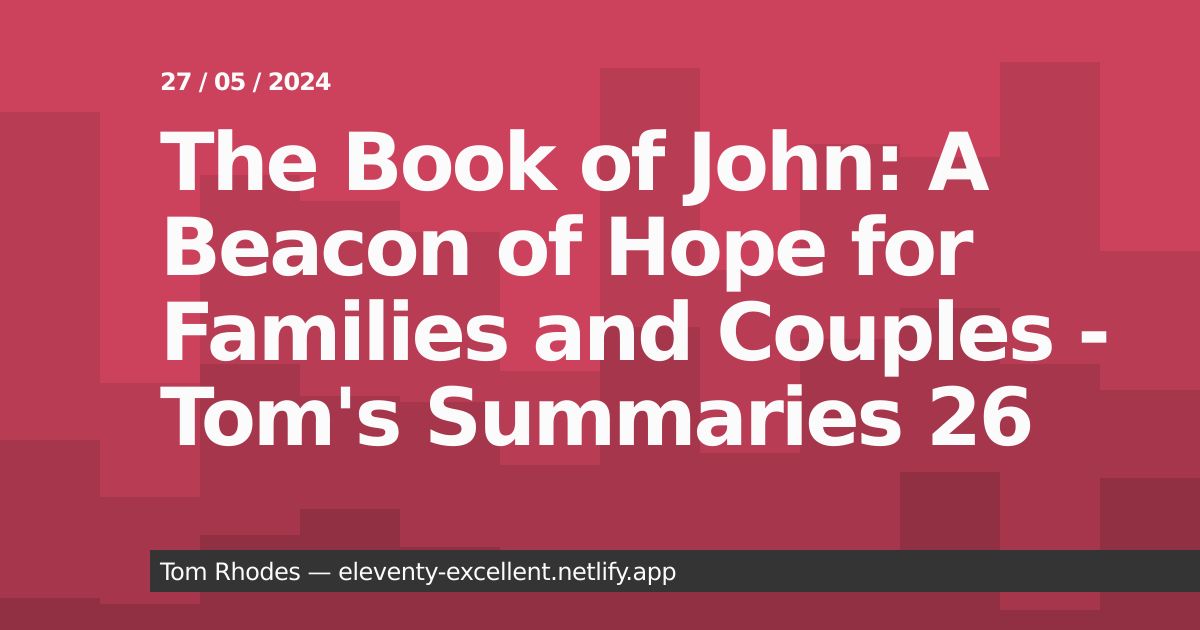 27 / 05 / 2024
The Book of John: A
Beacon of Hope for
Families and Couples -
Tom's Summaries 26
Tom Rhodes — eleventy-excellent.netlify.app